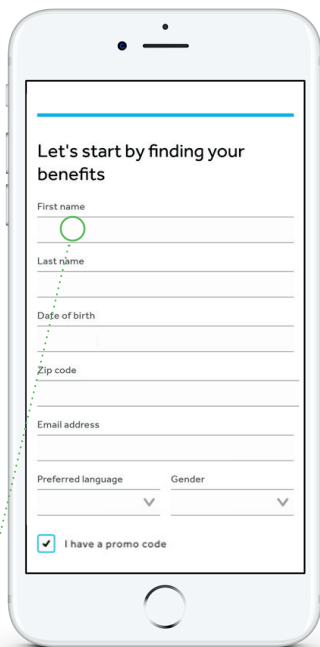 Let's start by finding your
benefits
First name
Last name
Date of birth
Zip code
Email address
Preferred language Gender
I have a promo code